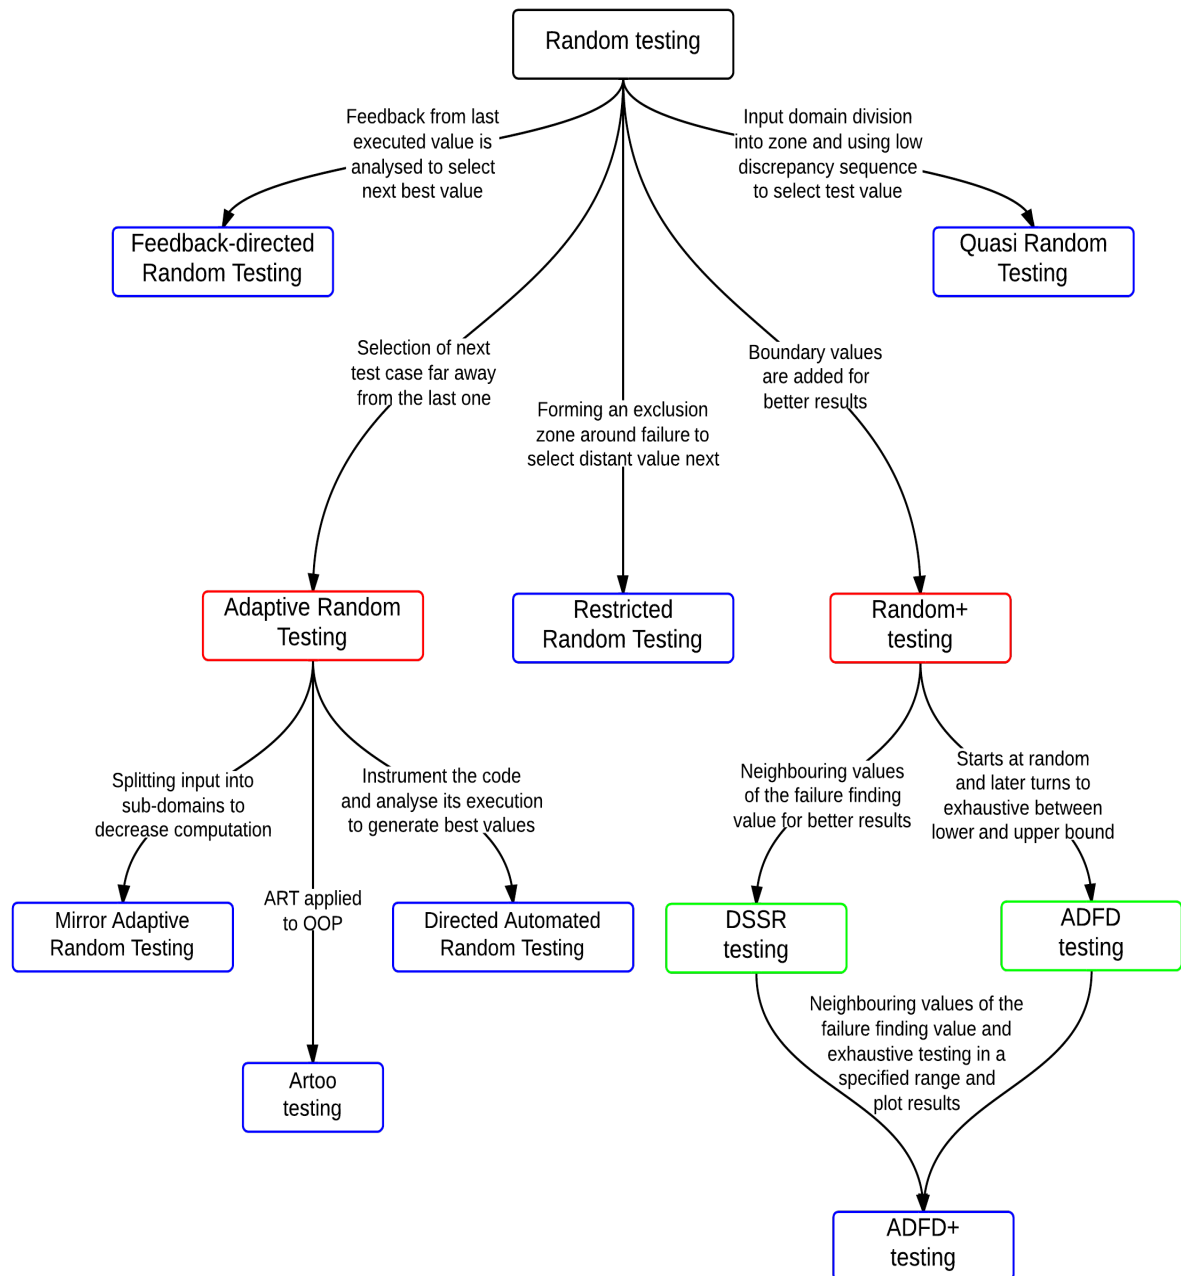 Random testing
Feedback from last
executed value is
analysed to select
next best value
Input domain division
into zone and using low
discrepancy sequence
to select test value
Feedback-directed
Random Testing
Quasi Random
Testing
Selection of next
test case far away
from the last one
Forming an exclusion
zone around failure to
select distant value next
Boundary values
are added for
better results
Adaptive Random
Testing
Restricted
Random Testing
Random+
testing
Splitting input into
sub-domains to
decrease computation
Instrument the code
and analyse its execution
to generate best values
Neighbouring values
of the failure finding
value for better results
Starts at random
and later turns to
exhaustive between
lower and upper bound
ART applied
to OOP
Mirror Adaptive
Random Testing
Directed Automated
Random Testing
DSSR
testing
ADFD
testing
Neighbouring values of the
failure finding value and
exhaustive testing in a
specified range and
plot results
Artoo
testing
ADFD+
testing